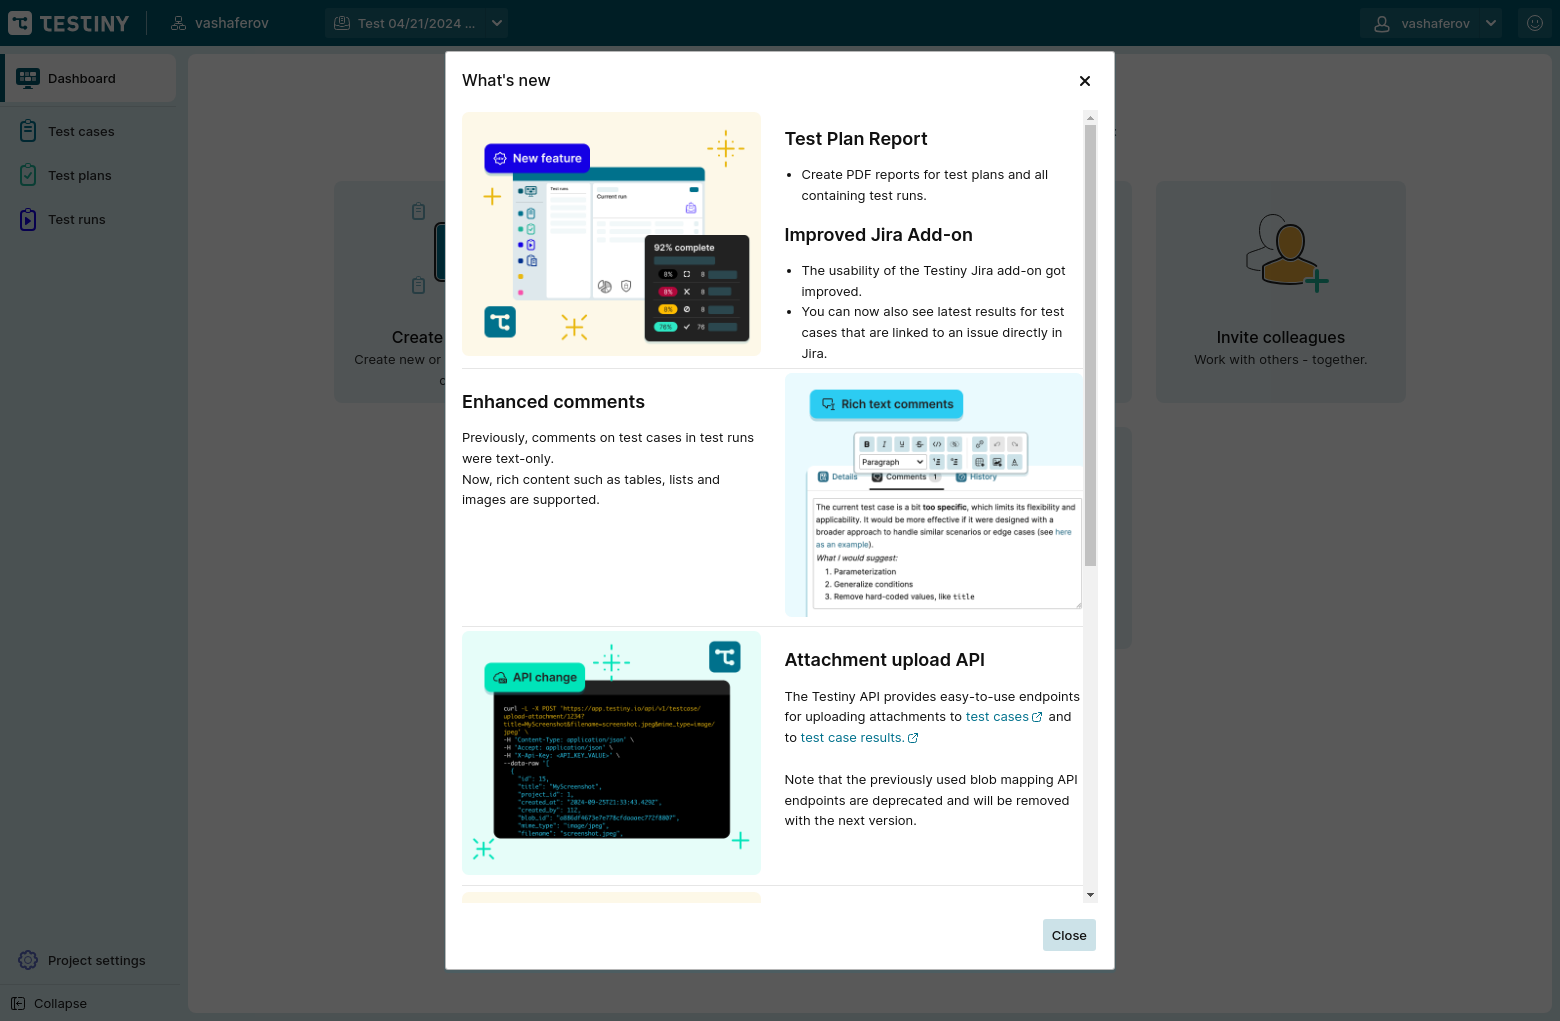 TESTINY
vashaferov
Test 04/21/2024 ...
vashaferov
Dashboard
Test cases
Test plans
Test runs
Project settings
Collapse
Create
Create new or
Invite colleagues
Work with others - together.
What's new
New feature
Test runs
Current run
92% complete
0%
0
0%
0
0%
0
76%
76
Test Plan Report
• Create PDF reports for test plans and all
containing test runs.
Improved Jira Add-on
• The usability of the Testiny Jira add-on got
improved.
• You can now also see latest results for test
cases that are linked to an issue directly in
Jira.
Enhanced comments
Previously, comments on test cases in test runs
were text-only.
Now, rich content such as tables, lists and
images are supported.
Rich text comments
B I U S </>
Paragraph
Details
Comments 1
History
The current test case is a bit too specific, which limits its flexibility and
applicability. It would be more effective if it were designed with a
broader approach to handle similar scenarios or edge cases (see here
as an example).
What I would suggest:
1. Parameterization
2. Generalize conditions
3. Remove hard-coded values, like title
API change
curl -L -X POST "https://app.testiny.io/api/v1/testcase/
upload-attachment/1234?
title=MyScreenshot&filename=screenshot.jpeg&mime_type=image/
jpeg' \
-H 'Content-Type: application/json' \
-H 'Accept: application/json' \
-H 'X-Api-Key: <API_KEY_VALUE>' \
--data-raw '[
{
"id": 15,
"title": "MyScreenshot",
"project_id": 1,
"created_at": "2024-09-25T21:33:43.429Z",
"created_by": 112,
"mime_type": "image/jpeg",
"filename": "screenshot.jpeg",
Attachment upload API
The Testiny API provides easy-to-use endpoints
for uploading attachments to test cases and
to test case results.
Note that the previously used blob mapping API
endpoints are deprecated and will be removed
with the next version.
Close